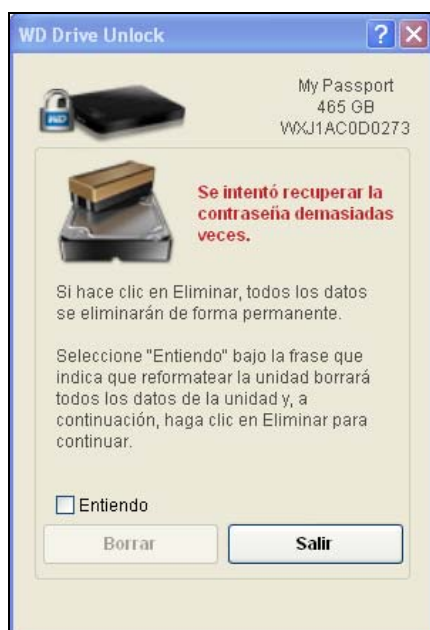 WD Drive Unlock
My Passport
465 GB
WXJ1AC0D0273
WD
Se intentó recuperar la
contraseña demasiadas
veces.
Si hace clic en Eliminar, todos los datos
se eliminarán de forma permanente.
Seleccione "Entiendo" bajo la frase que
indica que reformatear la unidad borrará
todos los datos de la unidad y, a
continuación, haga clic en Eliminar para
continuar.
Entiendo
Borrar
Salir